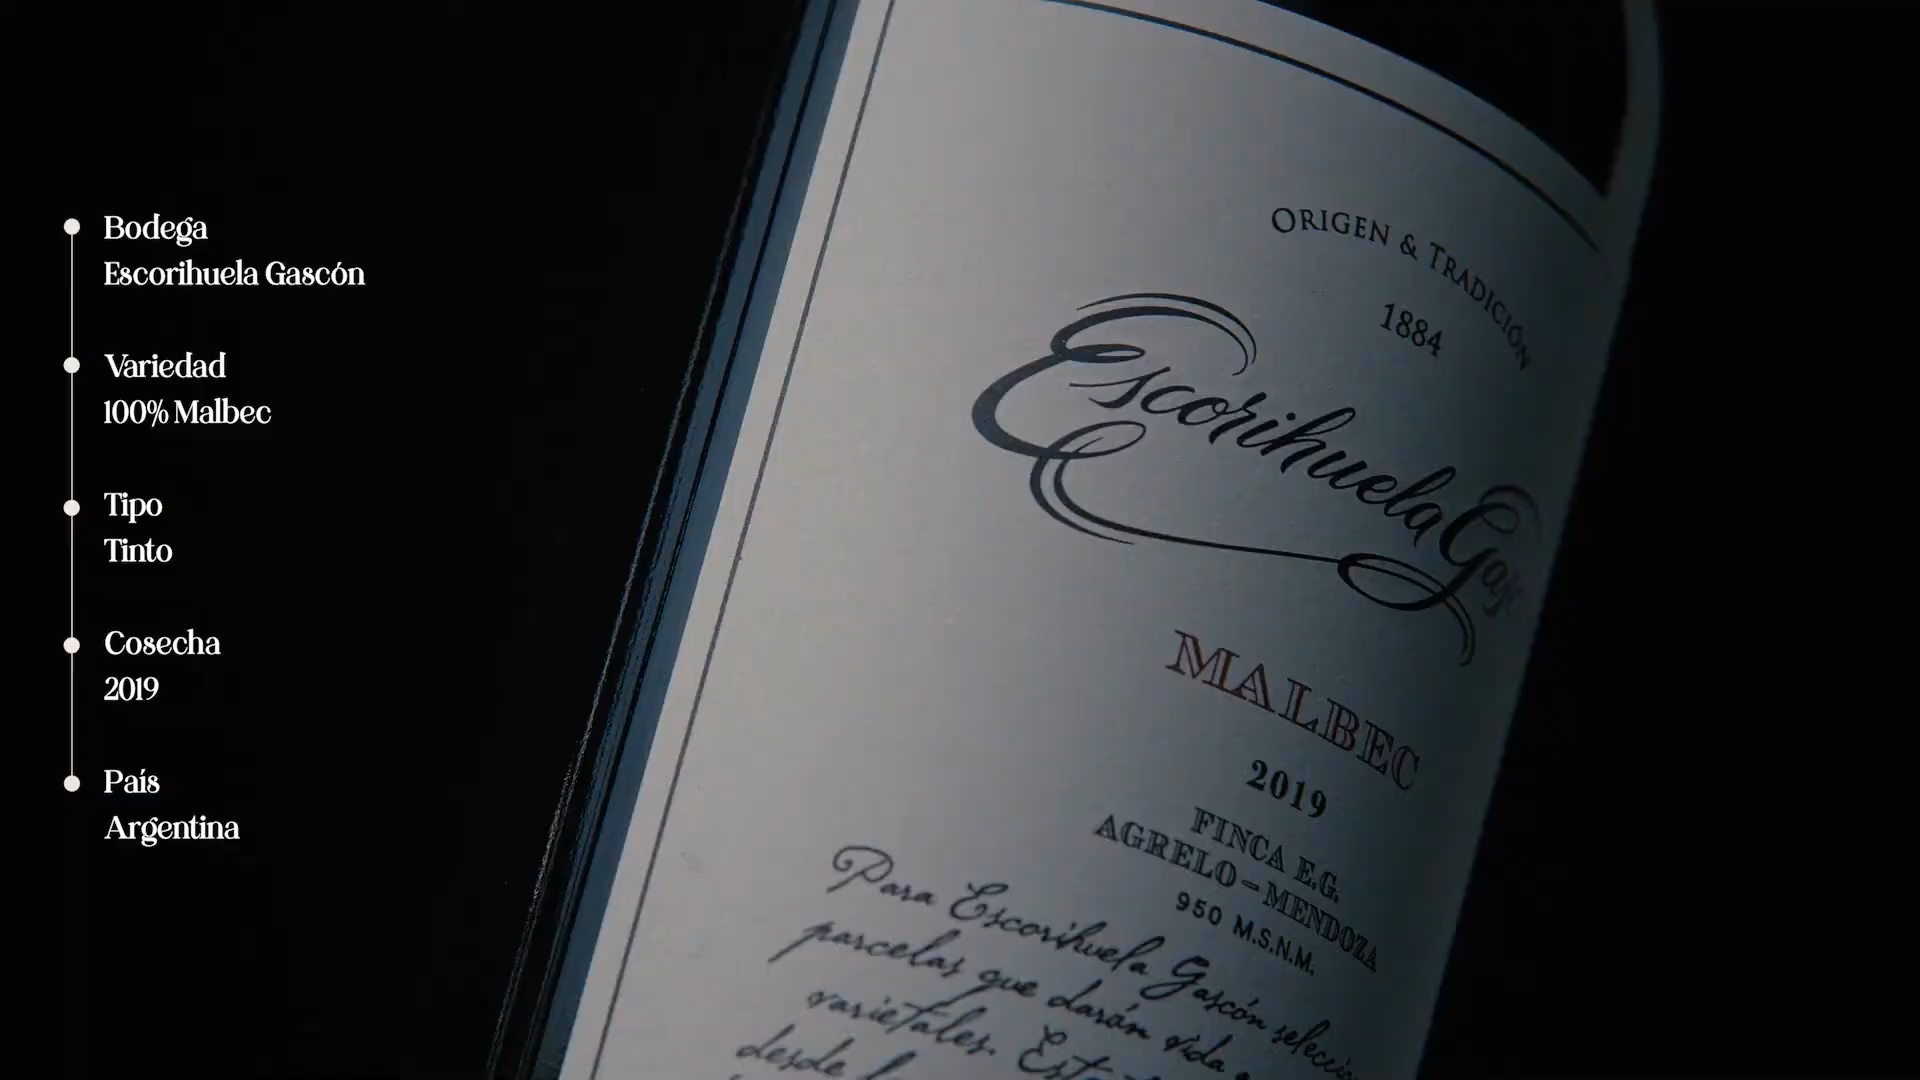 Bodega
Escorihuela Gascón
Variedad
100% Malbec
Tipo
Tinto
Cosecha
2019
País
Argentina
ORIGEN & TRADICIÓN
1884
Escorihuela
MALBEC
2019
FINCA E.G.
AGRELO – MENDOZA
950 M.S.N.M.
Para Escorihuela Gascón
parcelas que darán vida
varietales.
desde